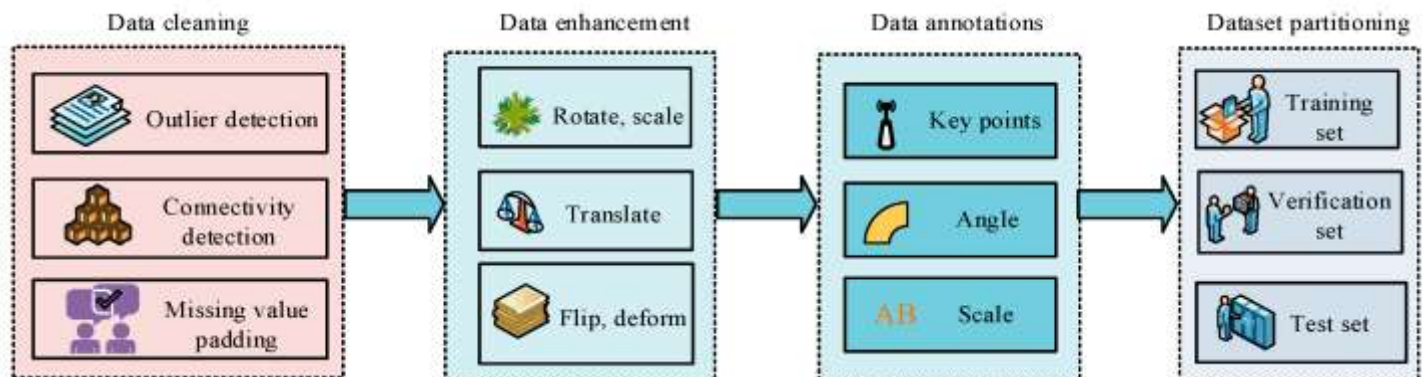 Data cleaning
Outlier detection
Connectivity
detection
Missing value
padding
Data enhancement
Rotate, scale
Translate
Flip, deform
Data annotations
Key points
Angle
AB
Scale
Dataset partitioning
Training
set
Verification
set
Test set